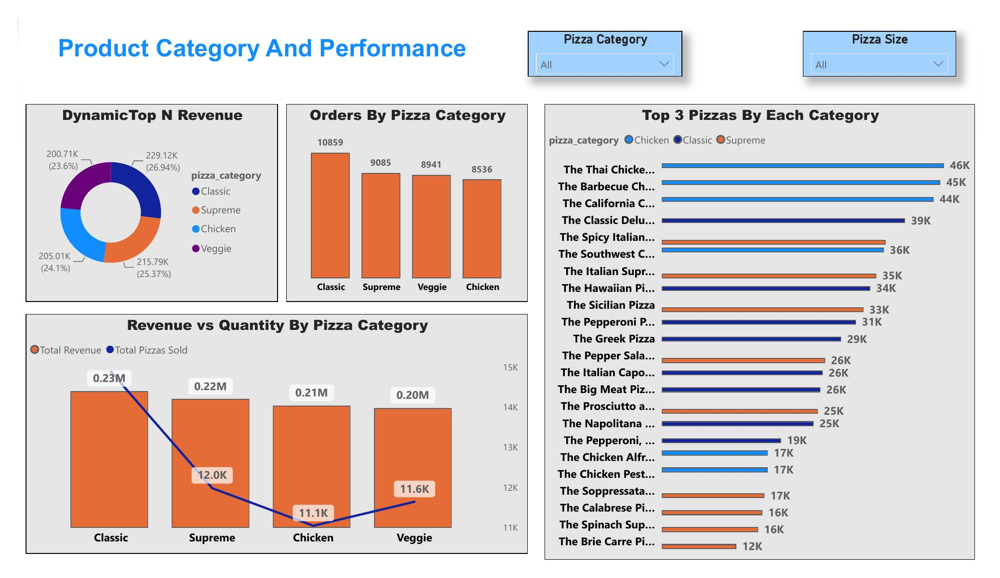 Product Category And Performance
Pizza Category
All
Pizza Size
All
DynamicTop N Revenue
200.71K
(23.6%)
229.12K
(26.94%)
205.01K
(24.1%)
215.79K
(25.37%)
pizza_category
Classic
Supreme
Chicken
Veggie
Orders By Pizza Category
10859
9085
8941
8536
Classic Supreme Veggie Chicken
Revenue vs Quantity By Pizza Category
Total Revenue Total Pizzas Sold
15K
14K
13K
12K
11K
0.23M
0.22M
0.21M
0.20M
12.0K
11.1K
11.6K
Classic Supreme Chicken Veggie
Top 3 Pizzas By Each Category
pizza_category Chicken Classic Supreme
The Thai Chicke... 46K
The Barbecue Ch... 45K
The California C... 44K
The Classic Delu... 39K
The Spicy Italian...
The Southwest C... 36K
The Italian Supr... 35K
The Hawaiian Pi... 34K
The Sicilian Pizza 33K
The Pepperoni P... 31K
The Greek Pizza 29K
The Pepper Sala... 26K
The Italian Capo... 26K
The Big Meat Piz... 26K
The Prosciutto a... 25K
The Napolitana ... 25K
The Pepperoni, ... 19K
The Chicken Alfr... 17K
The Chicken Pest... 17K
The Soppressata... 17K
The Calabrese Pi... 16K
The Spinach Sup... 16K
The Brie Carre Pi... 12K